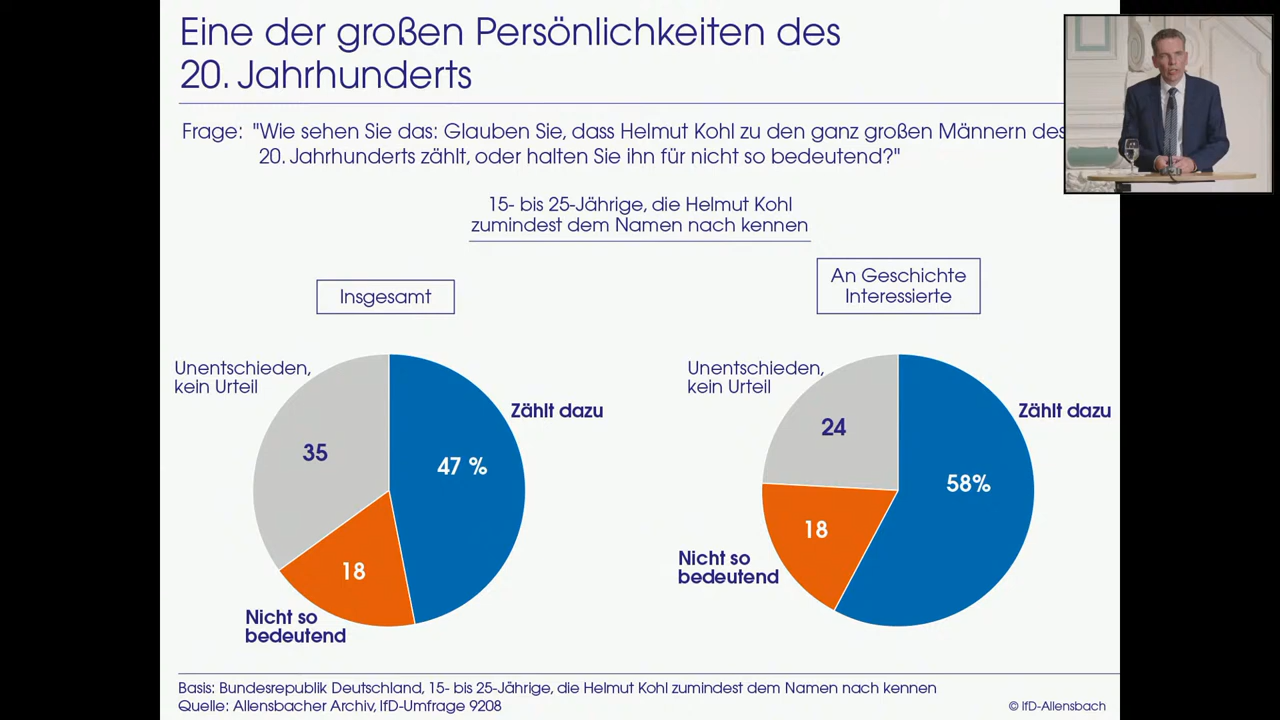 Eine der großen Persönlichkeiten des
20. Jahrhunderts
Frage: "Wie sehen Sie das: Glauben Sie, dass Helmut Kohl zu den ganz großen Männern des
20. Jahrhunderts zählt, oder halten Sie ihn für nicht so bedeutend?"
15- bis 25-Jährige, die Helmut Kohl
zumindest dem Namen nach kennen
Insgesamt
Unentschieden,
kein Urteil
Zählt dazu
35
47 %
18
Nicht so
bedeutend
An Geschichte
Interessierte
Unentschieden,
kein Urteil
Zählt dazu
24
58%
18
Nicht so
bedeutend
Basis: Bundesrepublik Deutschland, 15- bis 25-Jährige, die Helmut Kohl zumindest dem Namen nach kennen
Quelle: Allensbacher Archiv, IfD-Umfrage 9208
© IfD-Allensbach